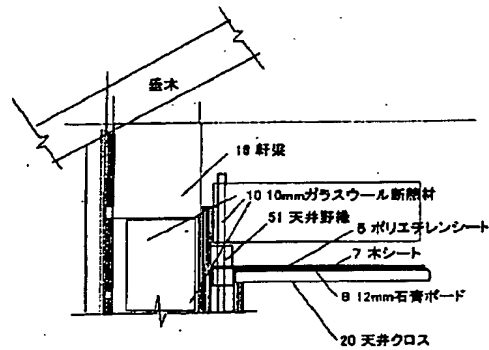 垂木
18 軒梁
10 10mmガラスウール断熱材
51 天井野縁
6 ポリエチレンシート
7 木シート
8 12mm石膏ボード
20 天井クロス